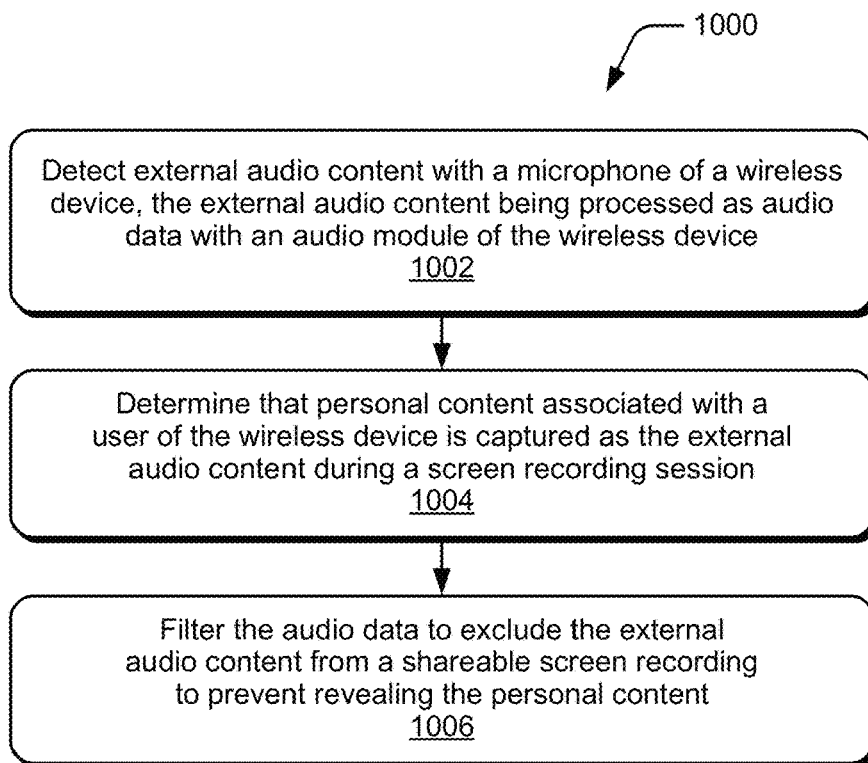 1000
Detect external audio content with a microphone of a wireless
device, the external audio content being processed as audio
data with an audio module of the wireless device
1002
Determine that personal content associated with a
user of the wireless device is captured as the external
audio content during a screen recording session
1004
Filter the audio data to exclude the external
audio content from a shareable screen recording
to prevent revealing the personal content
1006